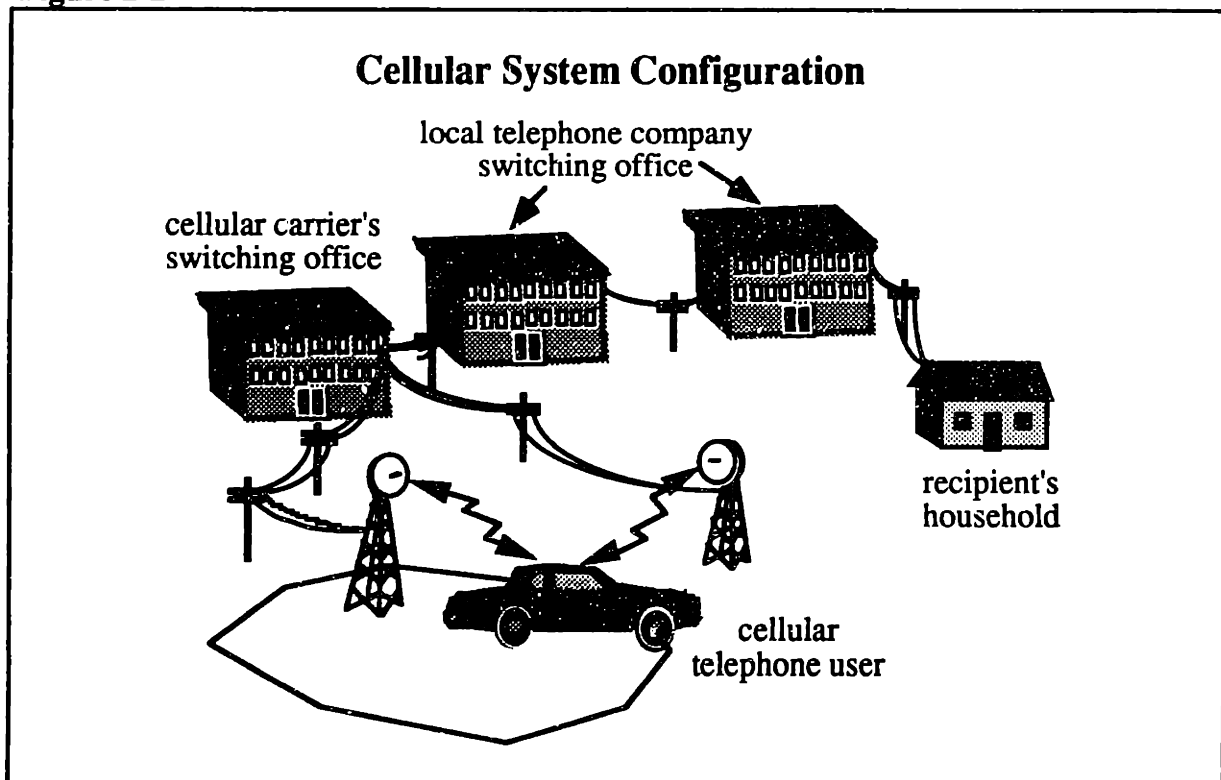 Cellular System Configuration
local telephone company
switching office
cellular carrier's
switching office
recipient's
household
cellular
telephone user